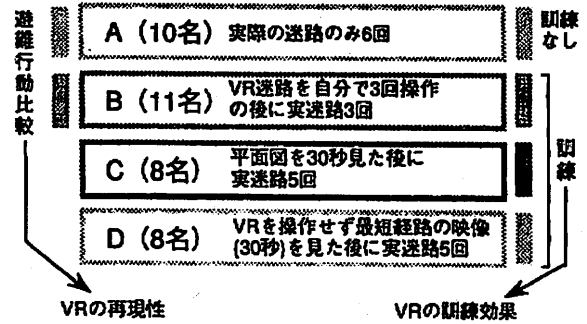 避難行動比較
A（10名）実際の迷路のみ6回
訓練なし
B（11名）VR迷路を自分で3回操作
の後に実迷路3回
C（8名）平面図を30秒見た後に
実迷路5回
訓練
D（8名）VRを操作せず最短経路の映像
(30秒)を見た後に実迷路5回
VRの再現性
VRの訓練効果